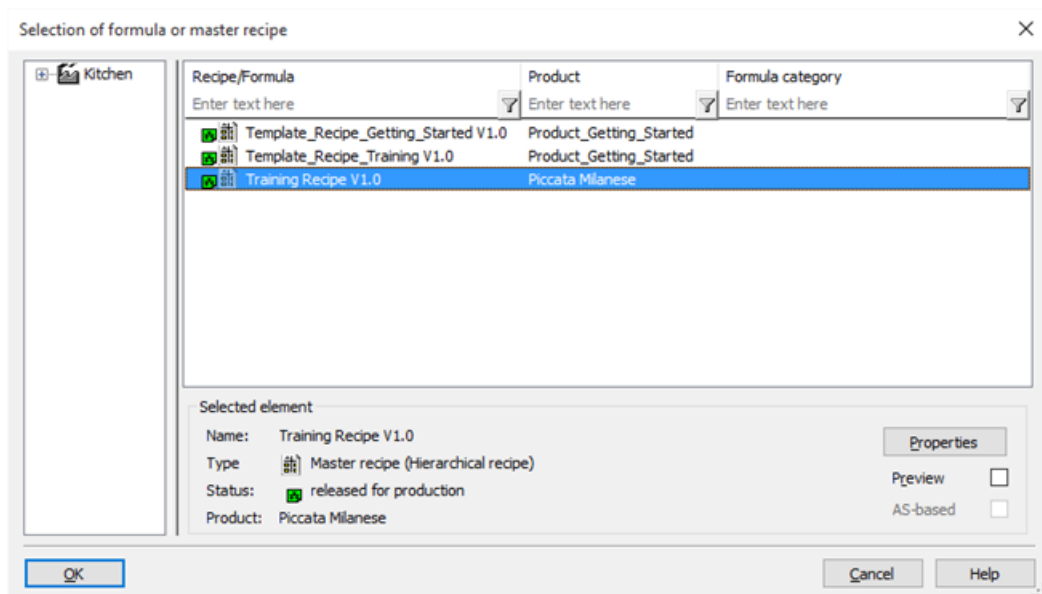 Selection of formula or master recipe
Kitchen
Recipe/Formula Product Formula category
Enter text here Enter text here Enter text here
Template_Recipe_Getting_Started V1.0 Product_Getting_Started
Template_Recipe_Training V1.0 Product_Getting_Started
Training Recipe V1.0 Piccata Milanese
Selected element
Name: Training Recipe V1.0
Properties
Type Master recipe (Hierarchical recipe)
Preview
Status: released for production
AS-based
Product: Piccata Milanese
OK Cancel Help